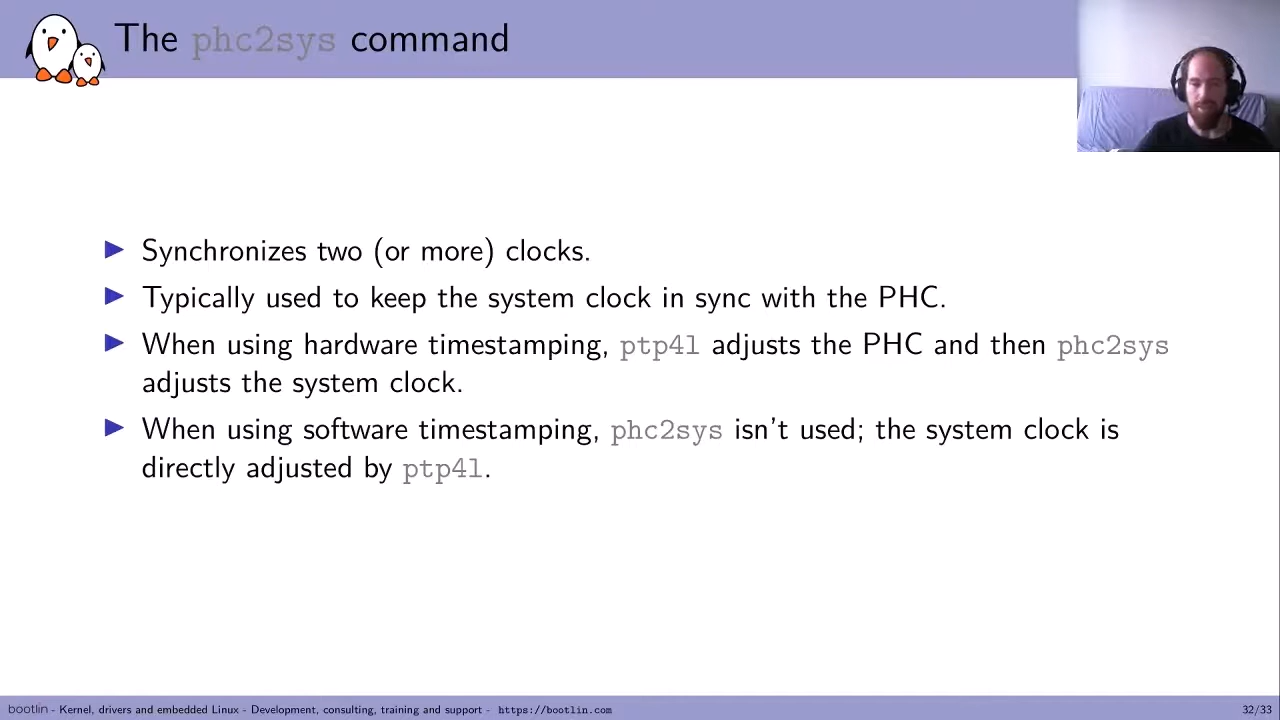 The phc2sys command
Synchronizes two (or more) clocks.
Typically used to keep the system clock in sync with the PHC.
When using hardware timestamping, ptp4l adjusts the PHC and then phc2sys
adjusts the system clock.
When using software timestamping, phc2sys isn't used; the system clock is
directly adjusted by ptp4l.
bootlin - Kernel, drivers and embedded Linux - Development, consulting, training and support - https://bootlin.com
32/33